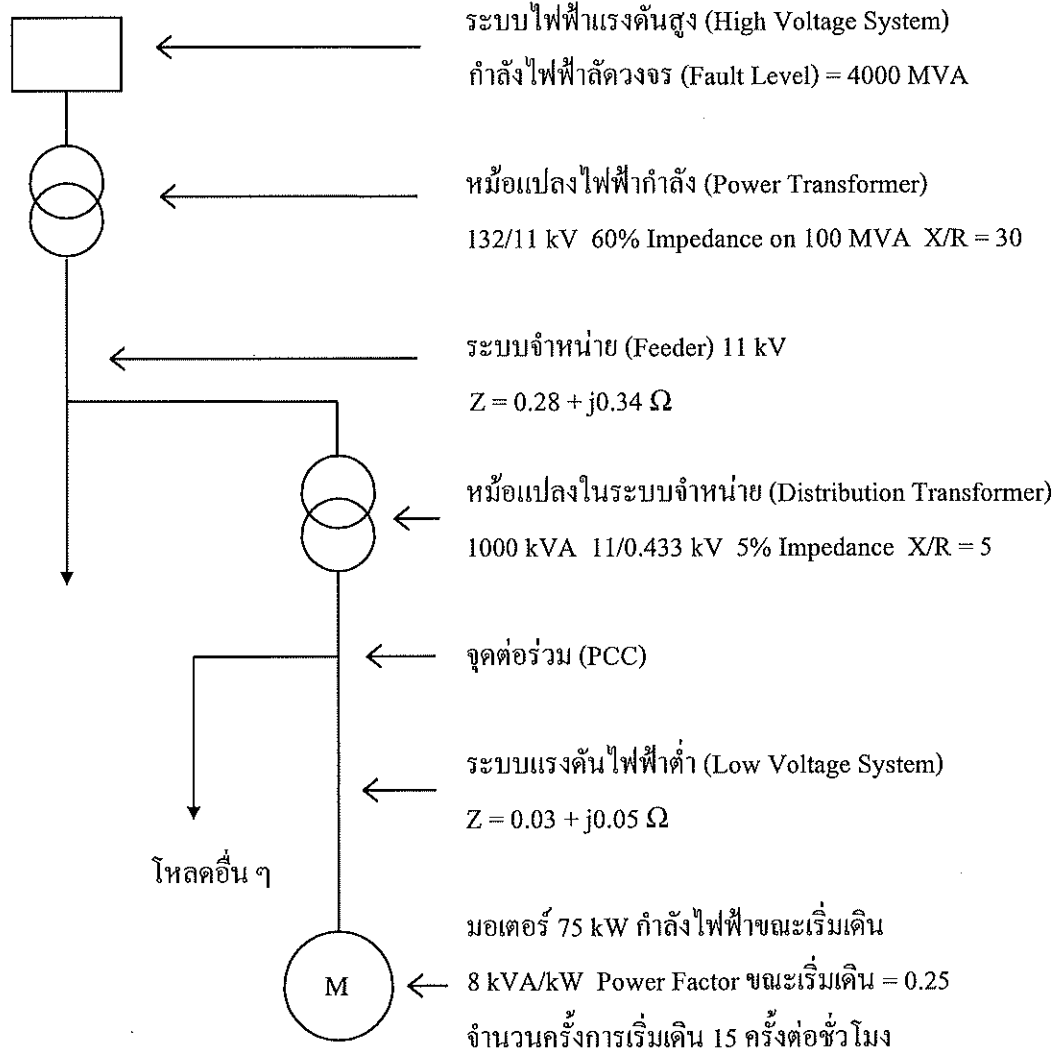 ระบบไฟฟ้าแรงดันสูง (High Voltage System)
กำลังไฟฟ้าลัดวงจร (Fault Level) = 4000 MVA
หม้อแปลงไฟฟ้ากำลัง (Power Transformer)
132/11 kV 60% Impedance on 100 MVA X/R = 30
ระบบจำหน่าย (Feeder) 11 kV
Z = 0.28 + j0.34 Ω
หม้อแปลงในระบบจำหน่าย (Distribution Transformer)
1000 kVA 11/0.433 kV 5% Impedance X/R = 5
จุดต่อร่วม (PCC)
ระบบแรงดันไฟฟ้าต่ำ (Low Voltage System)
Z = 0.03 + j0.05 Ω
โหลดอื่น ๆ
มอเตอร์ 75 kW กำลังไฟฟ้าขณะเริ่มเดิน
M
8 kVA/kW Power Factor ขณะเริ่มเดิน = 0.25
จำนวนครั้งการเริ่มเดิน 15 ครั้งต่อชั่วโมง